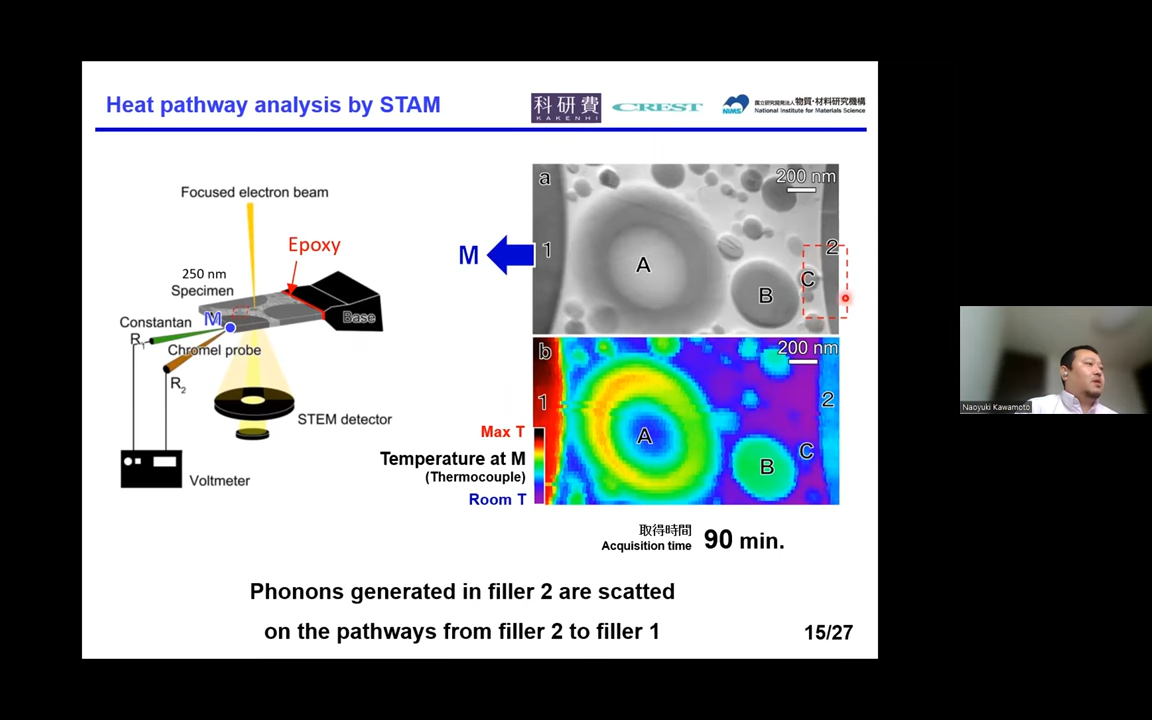 Heat pathway analysis by STAM
科研費
KAKENHI
CREST
NIMS
国立研究開発法人物質・材料研究機構
National Institute for Materials Science
Focused electron beam
Epoxy
250 nm
Specimen
Constantan
M
Base
R1
Chromel probe
R2
STEM detector
Voltmeter
M
a
200 nm
1
2
A
B
C
b
200 nm
1
2
A
B
C
Max T
Temperature at M
(Thermocouple)
Room T
取得時間
Acquisition time
90 min.
Phonons generated in filler 2 are scatted
on the pathways from filler 2 to filler 1
15/27
Naoyuki Kawamoto